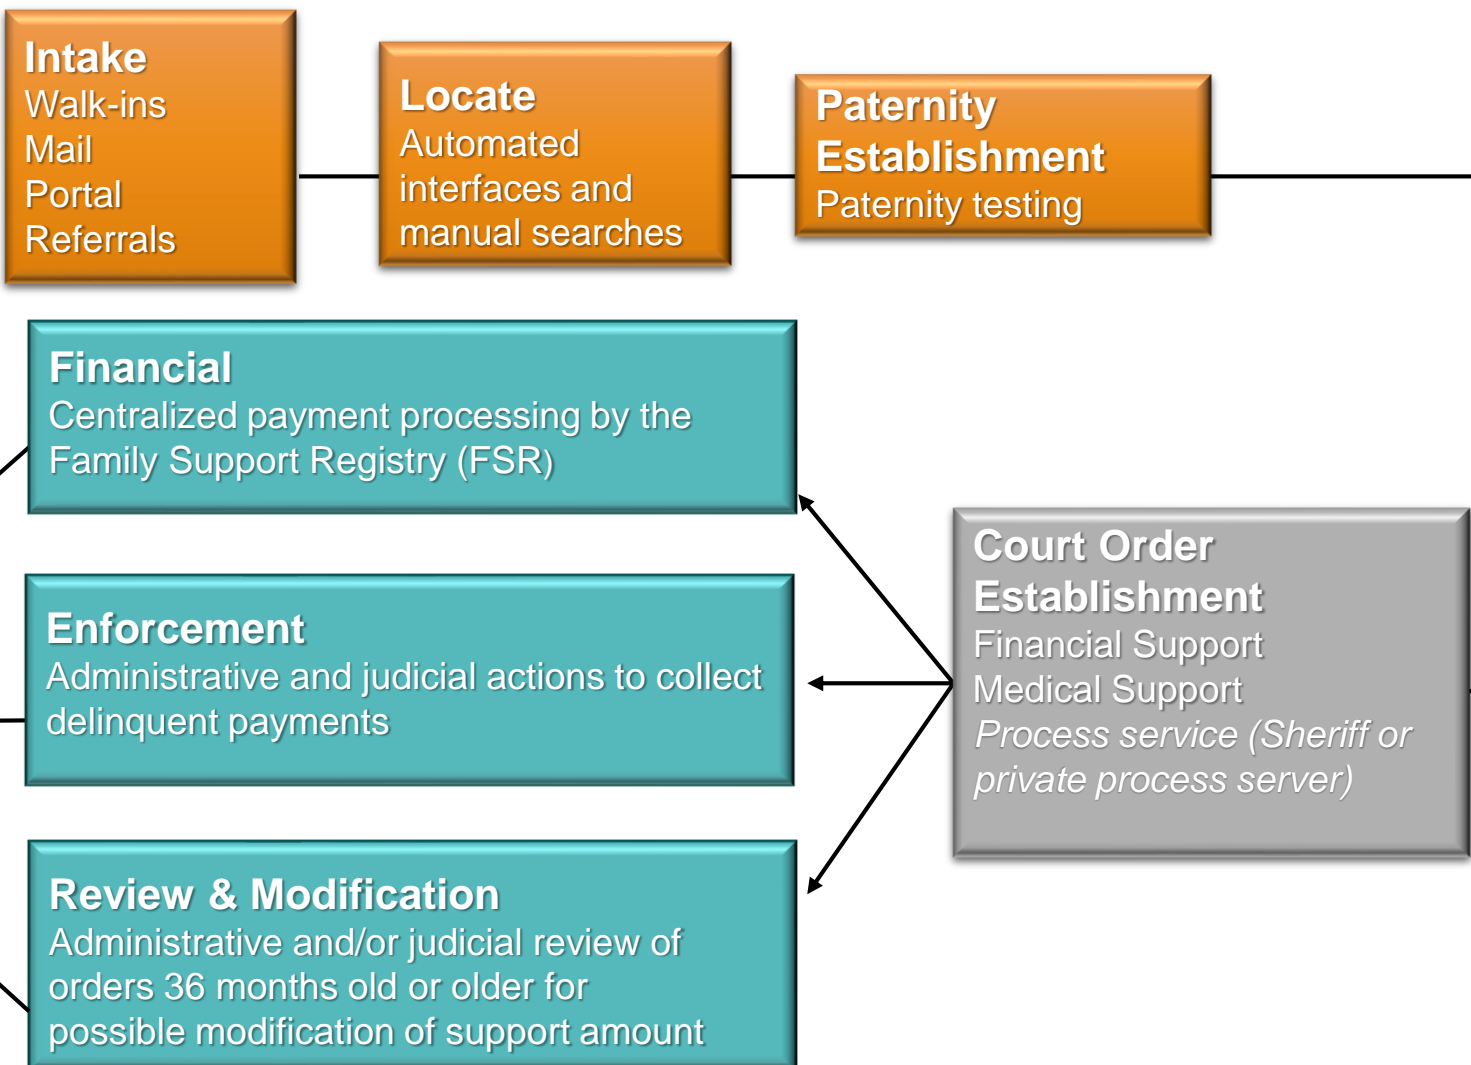 Intake
Walk-ins
Mail
Portal
Referrals
Locate
Automated
interfaces and
manual searches
Paternity
Establishment
Paternity testing
Financial
Centralized payment processing by the
Family Support Registry (FSR)
Enforcement
Administrative and judicial actions to collect
delinquent payments
Review & Modification
Administrative and/or judicial review of
orders 36 months old or older for
possible modification of support amount
Court Order
Establishment
Financial Support
Medical Support
Process service (Sheriff or
private process server)